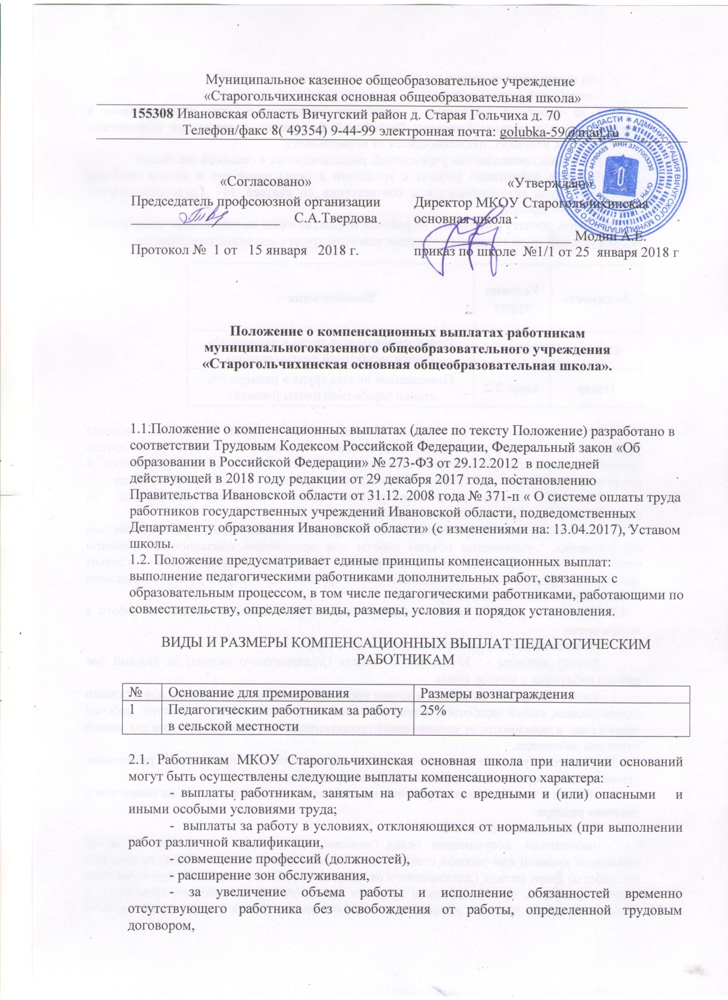 Муниципальное казенное общеобразовательное учреждение
«Старогольчихинская основная общеобразовательная школа»
155308 Ивановская область Вичугский район д. Старая Гольчиха д. 70
Телефон/факс 8( 49354) 9-44-99 электронная почта: golubka-59@mail.ru
«Согласовано»
Председатель профсоюзной организации
С.А.Твердова
Протокол № 1 от 15 января 2018 г.
«Утверждаю»
Директор МКОУ Старогольчихинская
основная школа
Модин А.Е.
приказ по школе №1/1 от 25 января 2018 г
ИНН 3707003390
ОКПО 44760485
Положение о компенсационных выплатах работникам
муниципальногоказенного общеобразовательного учреждения
«Старогольчихинская основная общеобразовательная школа».
1.1.Положение о компенсационных выплатах (далее по тексту Положение) разработано в
соответствии Трудовым Кодексом Российской Федерации, Федеральный закон «Об
образовании в Российской Федерации» № 273-ФЗ от 29.12.2012 в последней
действующей в 2018 году редакции от 29 декабря 2017 года, постановлению
Правительства Ивановской области от 31.12. 2008 года № 371-п « О системе оплаты труда
работников государственных учреждений Ивановской области, подведомственных
Департаменту образования Ивановской области» (с изменениями на: 13.04.2017), Уставом
школы.
1.2. Положение предусматривает единые принципы компенсационных выплат:
выполнение педагогическими работниками дополнительных работ, связанных с
образовательным процессом, в том числе педагогическими работниками, работающими по
совместительству, определяет виды, размеры, условия и порядок установления.
ВИДЫ И РАЗМЕРЫ КОМПЕНСАЦИОННЫХ ВЫПЛАТ ПЕДАГОГИЧЕСКИМ
РАБОТНИКАМ
№ Основание для премирования Размеры вознаграждения
1 Педагогическим работникам за работу 25%
в сельской местности
2.1. Работникам МКОУ Старогольчихинская основная школа при наличии оснований
могут быть осуществлены следующие выплаты компенсационного характера:
- выплаты работникам, занятым на работах с вредными и (или) опасными и
иными особыми условиями труда;
- выплаты за работу в условиях, отклоняющихся от нормальных (при выполнении
работ различной квалификации,
- совмещение профессий (должностей),
- расширение зон обслуживания,
- за увеличение объема работы и исполнение обязанностей временно
отсутствующего работника без освобождения от работы, определенной трудовым
договором,